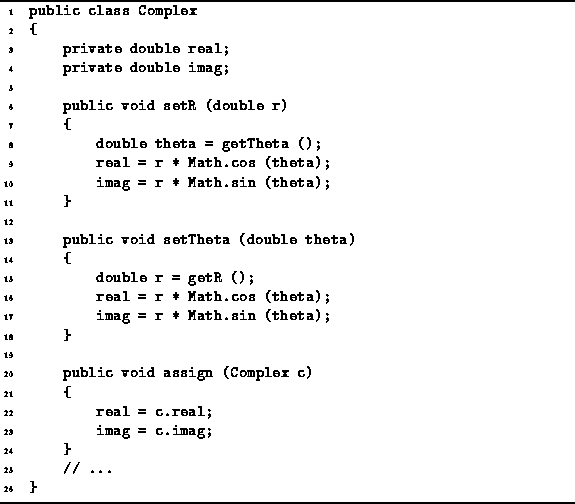 1 public class Complex
2 {
3     private double real;
4     private double imag;
5
6     public void setR (double r)
7     {
8         double theta = getTheta ();
9         real = r * Math.cos (theta);
10         imag = r * Math.sin (theta);
11     }
12
13     public void setTheta (double theta)
14     {
15         double r = getR ();
16         real = r * Math.cos (theta);
17         imag = r * Math.sin (theta);
18     }
19
20     public void assign (Complex c)
21     {
22         real = c.real;
23         imag = c.imag;
24     }
25     // ...
26 }